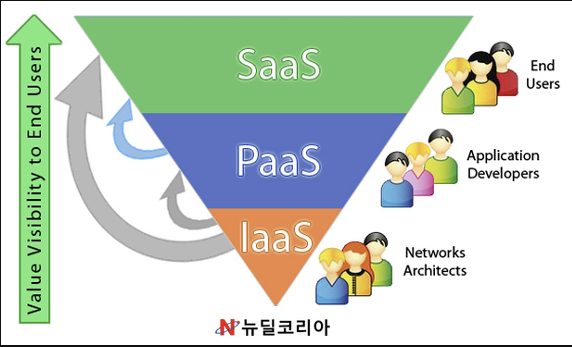 Value Visibility to End Users
SaaS
End
Users
PaaS
Application
Developers
IaaS
Networks
Architects
뉴딜코리아